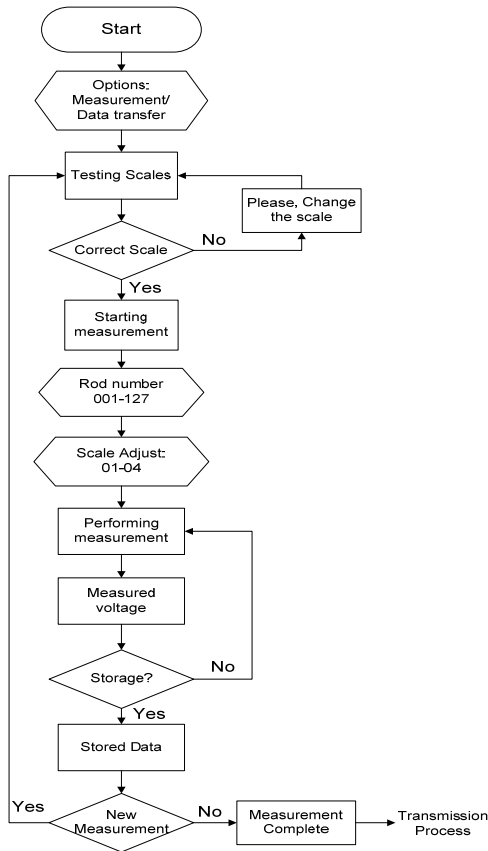 Start
Options:
Measurement/
Data transfer
Testing Scales
Please, Change
the scale
Correct Scale
No
Yes
Starting
measurement
Rod number
001-127
Scale Adjust:
01-04
Performing
measurement
Measured
voltage
Storage?
No
Yes
Stored Data
Yes
New
Measurement
No
Measurement
Complete
Transmission
Process